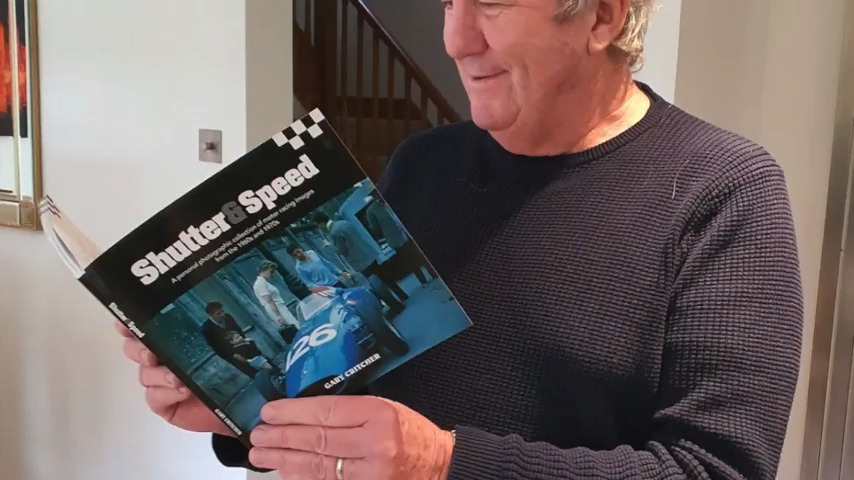 Shutter&Speed
A personal photographic collection of motor racing images
from the 1960s and 1970s
126
GARY CRITCHER
Shutter&Speed
GARY CRITCHER